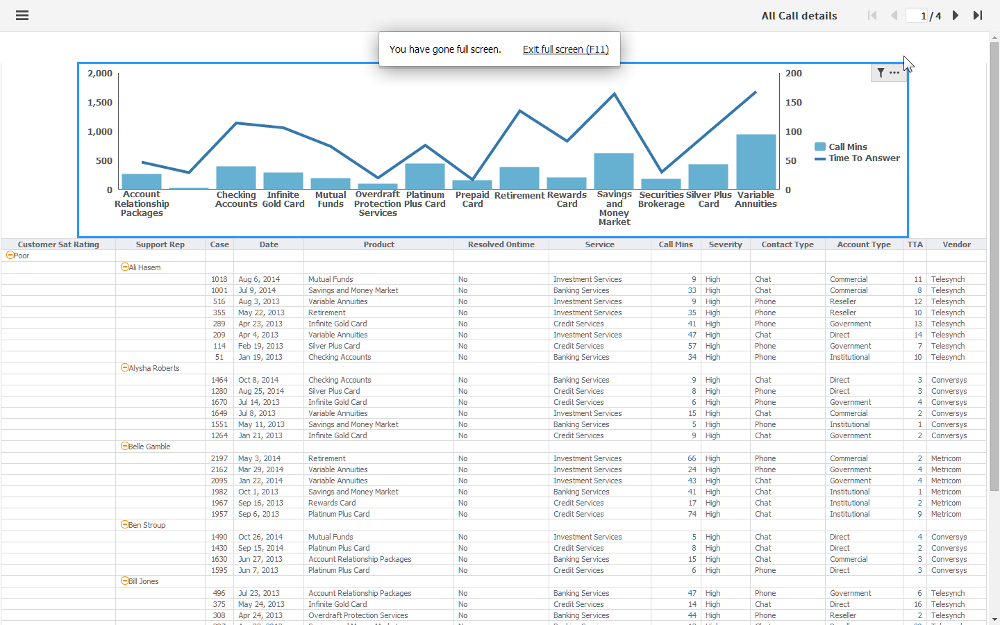 All Call details
1 / 4
You have gone full screen. Exit full screen (F11)
2,000
1,500
1,000
500
0
200
150
100
50
0
Call Mins
Time To Answer
Account Relationship Packages
Checking Accounts
Infinite Gold Card
Mutual Funds
Overdraft Protection Services
Platinum Plus Card
Prepaid Card
Retirement
Rewards Card
Savings and Money Market
Securities Brokerage
Silver Plus Card
Variable Annuities
Customer Sat Rating Support Rep Case Date Product Resolved Ontime Service Call Mins Severity Contact Type Account Type TTA Vendor
Poor
Ali Hasem
1018 Aug 6, 2014 Mutual Funds No Investment Services 9 High Chat Commercial 11 Telesynch
1001 Jul 9, 2014 Savings and Money Market No Banking Services 33 High Chat Commercial 8 Telesynch
516 Aug 3, 2013 Variable Annuities No Investment Services 9 High Phone Reseller 12 Telesynch
355 May 22, 2013 Retirement No Investment Services 35 High Phone Reseller 10 Telesynch
289 Apr 23, 2013 Infinite Gold Card No Credit Services 41 High Phone Government 13 Telesynch
209 Apr 4, 2013 Variable Annuities No Investment Services 47 High Chat Direct 14 Telesynch
114 Feb 19, 2013 Silver Plus Card No Credit Services 57 High Phone Government 7 Telesynch
51 Jan 19, 2013 Checking Accounts No Banking Services 34 High Phone Institutional 10 Telesynch
Alysha Roberts
1464 Oct 8, 2014 Checking Accounts No Banking Services 9 High Chat Direct 3 Conversys
1280 Aug 25, 2014 Silver Plus Card No Credit Services 8 High Phone Direct 3 Conversys
1670 Jul 14, 2013 Infinite Gold Card No Credit Services 6 High Phone Government 4 Conversys
1649 Jul 8, 2013 Variable Annuities No Investment Services 15 High Chat Commercial 2 Conversys
1551 May 11, 2013 Savings and Money Market No Banking Services 5 High Phone Institutional 1 Conversys
1264 Jan 21, 2013 Infinite Gold Card No Credit Services 9 High Chat Government 2 Conversys
Belle Gamble
2197 May 3, 2014 Retirement No Investment Services 66 High Phone Commercial 2 Metricom
2162 Mar 29, 2014 Variable Annuities No Investment Services 24 High Phone Government 4 Metricom
2095 Jan 22, 2014 Variable Annuities No Investment Services 43 High Chat Government 4 Metricom
1982 Oct 1, 2013 Savings and Money Market No Banking Services 41 High Chat Institutional 1 Metricom
1967 Sep 16, 2013 Rewards Card No Credit Services 17 High Chat Institutional 2 Metricom
1957 Sep 6, 2013 Platinum Plus Card No Credit Services 74 High Chat Institutional 9 Metricom
Ben Stroup
1490 Oct 26, 2014 Mutual Funds No Investment Services 5 High Chat Direct 4 Conversys
1430 Sep 15, 2014 Platinum Plus Card No Credit Services 8 High Chat Direct 2 Conversys
1630 Jun 27, 2013 Account Relationship Packages No Banking Services 15 High Chat Commercial 3 Conversys
1595 Jun 7, 2013 Platinum Plus Card No Credit Services 6 High Phone Direct 3 Conversys
Bill Jones
496 Jul 23, 2013 Account Relationship Packages No Banking Services 47 High Phone Government 6 Telesynch
375 May 24, 2013 Infinite Gold Card No Credit Services 14 High Chat Direct 16 Telesynch
308 Apr 24, 2013 Overdraft Protection Services No Banking Services 44 High Phone Reseller 2 Telesynch